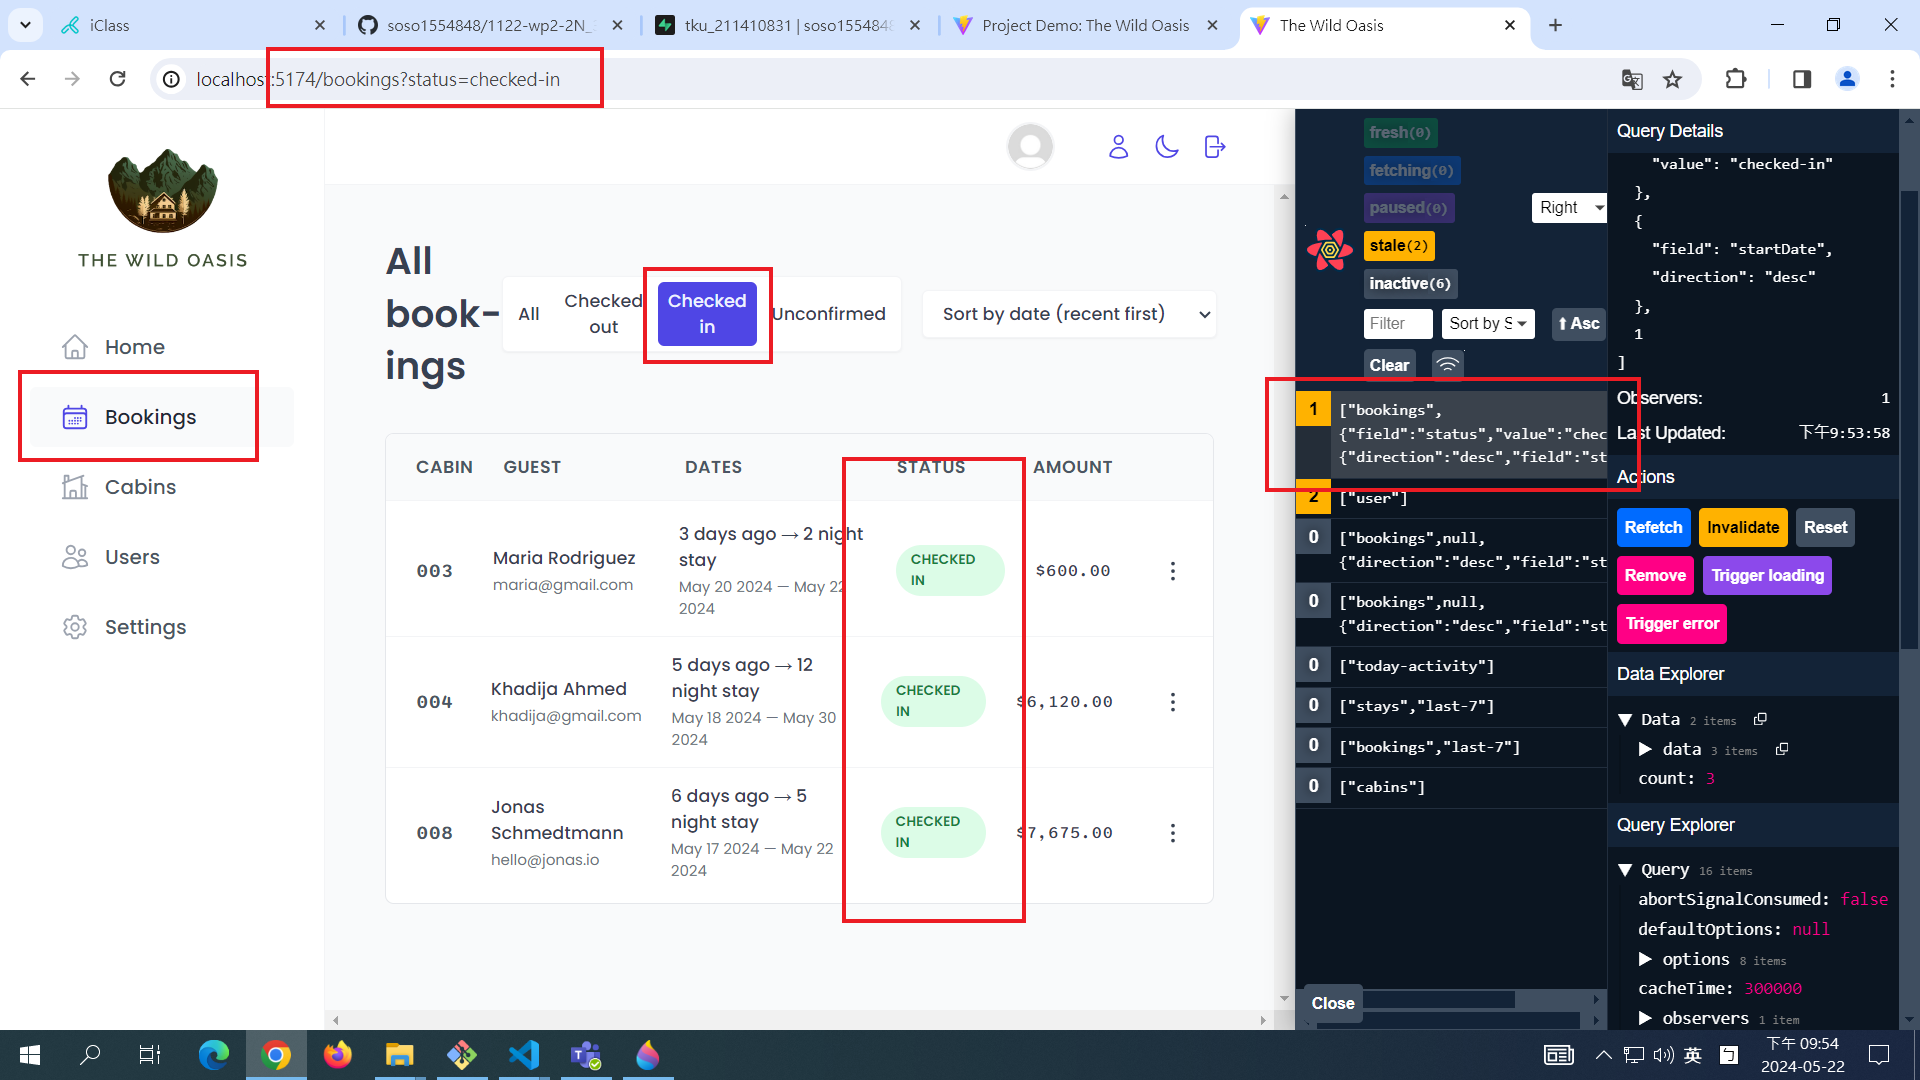 iClass
soso1554848/1122-wp2-2N_
tku_211410831 | soso1554848
Project Demo: The Wild Oasis
The Wild Oasis
localhost:5174/bookings?status=checked-in
THE WILD OASIS
Home
Bookings
Cabins
Users
Settings
All
book-
ings
All
Checked
out
Checked
in
Unconfirmed
Sort by date (recent first)
CABIN GUEST DATES STATUS AMOUNT
003
Maria Rodriguez
maria@gmail.com
3 days ago → 2 night
stay
May 20 2024 — May 22
2024
CHECKED
IN
$600.00
004
Khadija Ahmed
khadija@gmail.com
5 days ago → 12
night stay
May 18 2024 — May 30
2024
CHECKED
IN
$6,120.00
008
Jonas
Schmedtmann
hello@jonas.io
6 days ago → 5
night stay
May 17 2024 — May 22
2024
CHECKED
IN
$7,675.00
fresh(0)
fetching(0)
paused(0)
stale(2)
inactive(6)
Right
Filter
Sort by S
⬆ Asc
Clear
1
["bookings",
{"field":"status","value":"chec
{"direction":"desc","field":"st
2
["user"]
0
["bookings",null,
{"direction":"desc","field":"st
0
["bookings",null,
{"direction":"desc","field":"st
0
["today-activity"]
0
["stays","last-7"]
0
["bookings","last-7"]
0
["cabins"]
Close
Query Details
"value": "checked-in"
},
{
"field": "startDate",
"direction": "desc"
},
1
]
Observers: 1
Last Updated: 下午9:53:58
Actions
Refetch
Invalidate
Reset
Remove
Trigger loading
Trigger error
Data Explorer
▼ Data 2 items
▶ data 3 items
count: 3
Query Explorer
▼ Query 16 items
abortSignalConsumed: false
defaultOptions: null
▶ options 8 items
cacheTime: 300000
▶ observers 1 item
英
下午 09:54
2024-05-22